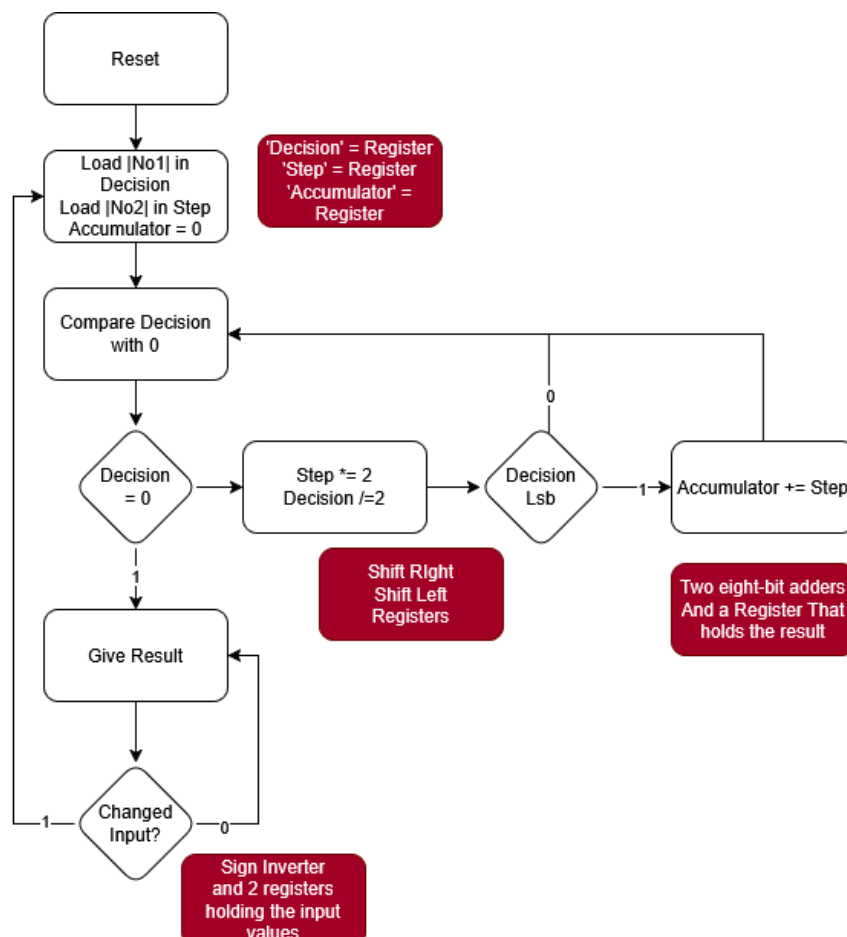 Reset
Load |No1| in
Decision
Load |No2| in Step
Accumulator = 0
'Decision' = Register
'Step' = Register
'Accumulator' =
Register
Compare Decision
with 0
0
Decision
= 0
Step *= 2
Decision /=2
Decision
Lsb
1
Accumulator += Step
1
Shift RIght
Shift Left
Registers
Two eight-bit adders
And a Register That
holds the result
Give Result
Changed
Input?
1
0
Sign Inverter
and 2 registers
holding the input
values